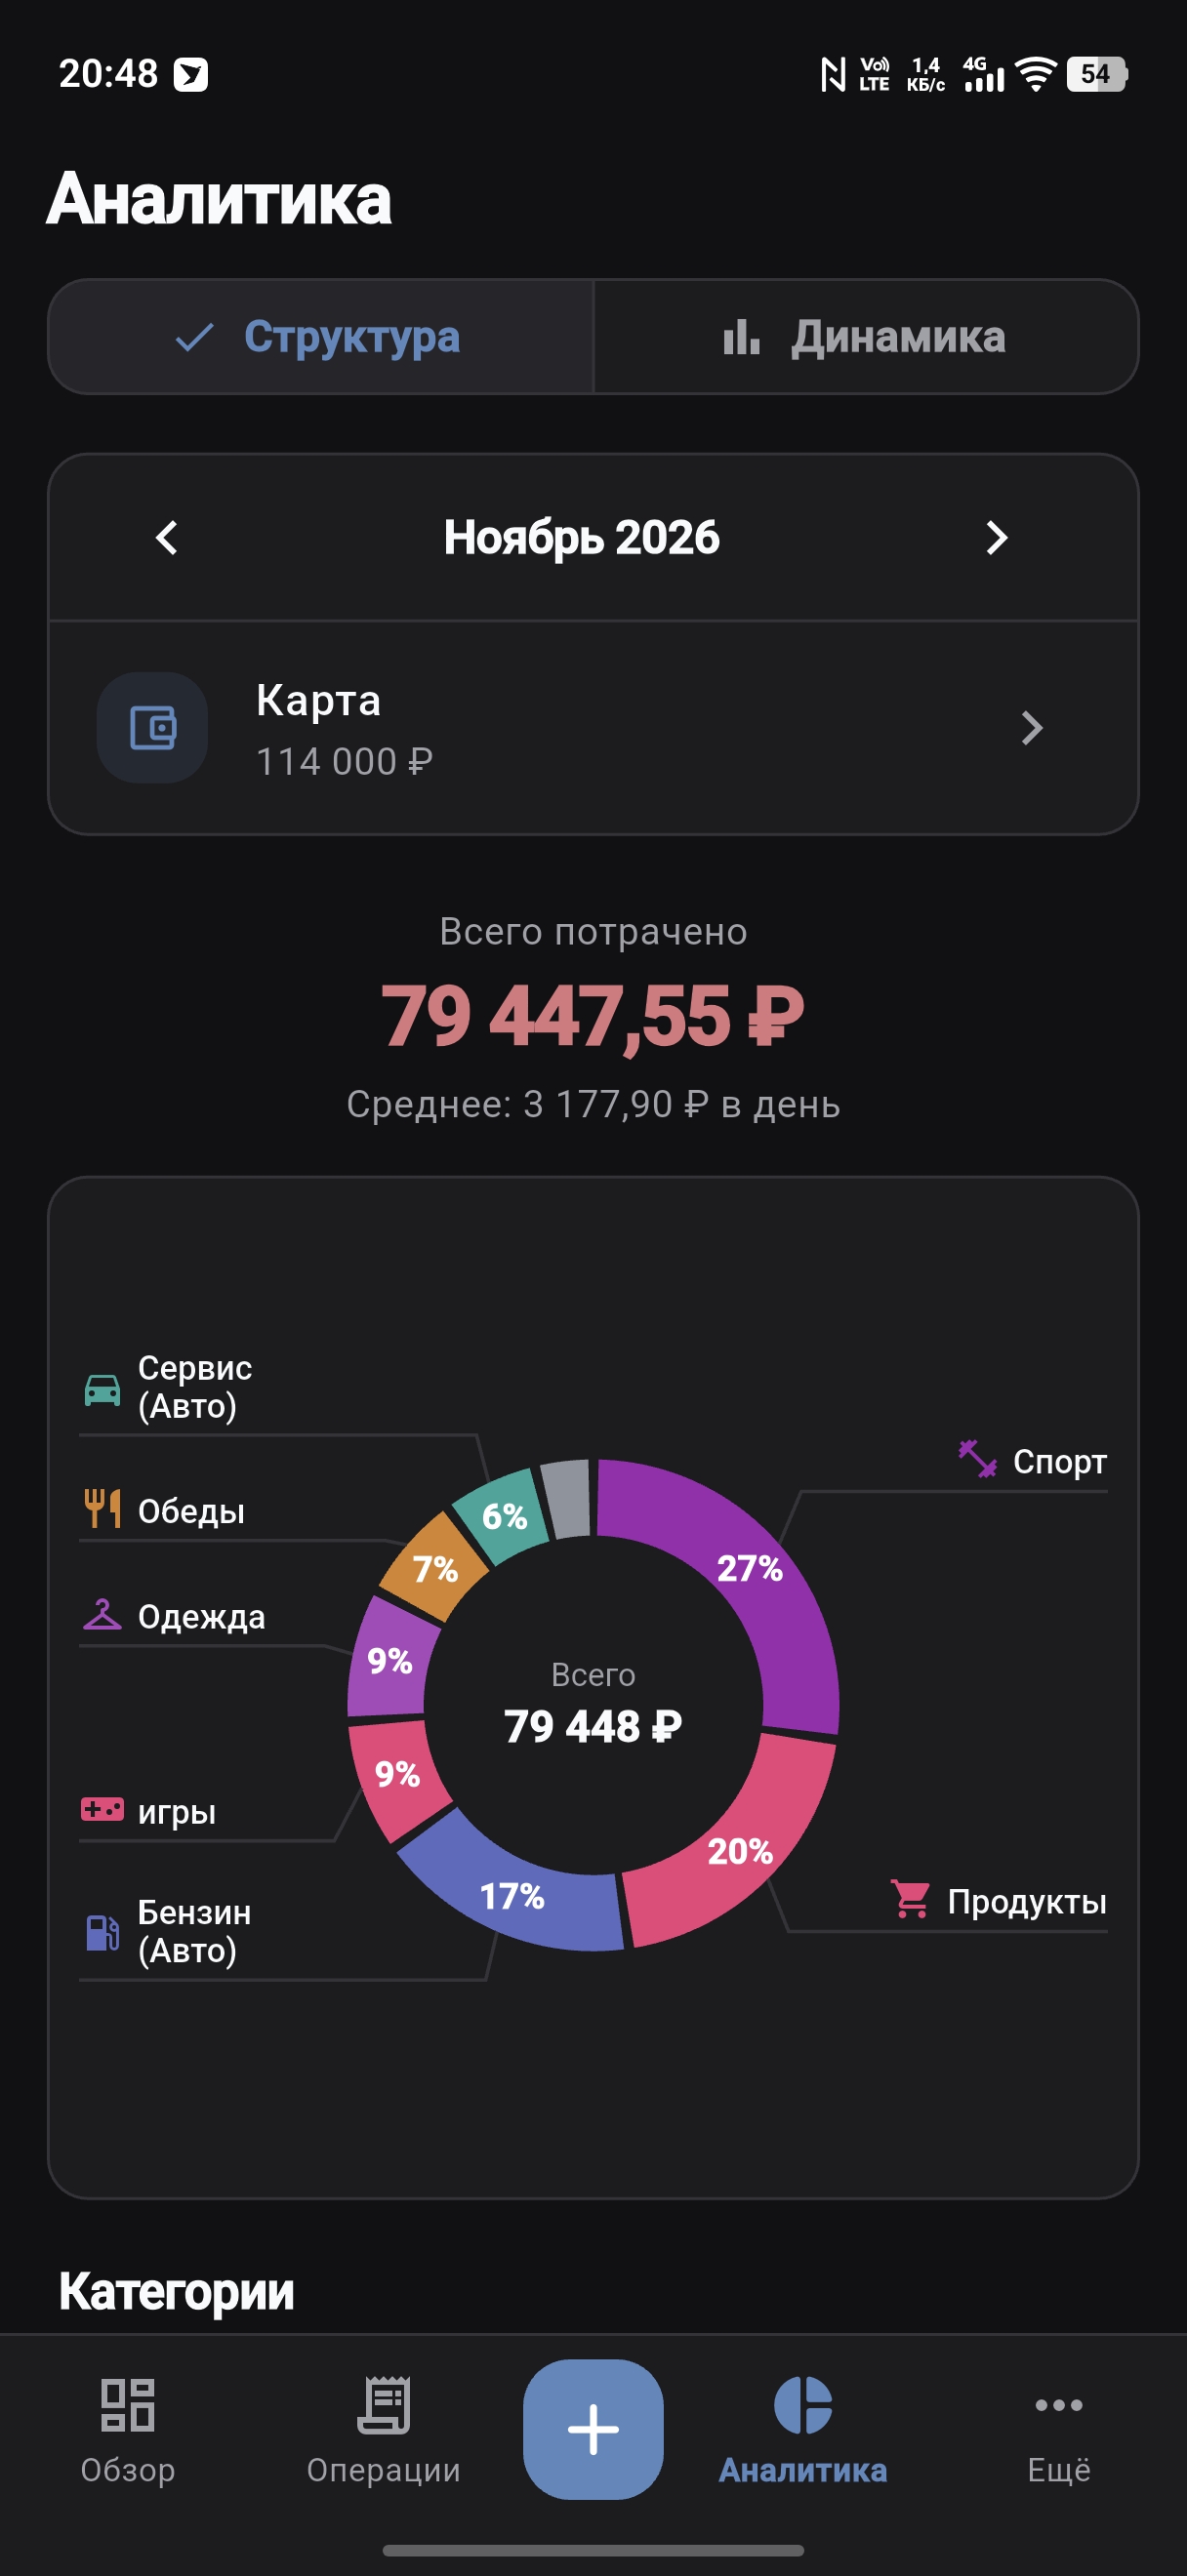 20:48
Vo)) LTE
1,4 КБ/с
4G
54
Аналитика
Структура
Динамика
Ноябрь 2026
Карта
114 000 ₽
Всего потрачено
79 447,55 ₽
Среднее: 3 177,90 ₽ в день
Сервис
(Авто)
Спорт
Обеды
6%
27%
7%
Одежда
9%
Всего
79 448 ₽
9%
игры
20%
17%
Продукты
Бензин
(Авто)
Категории
Обзор
Операции
Аналитика
Ещё